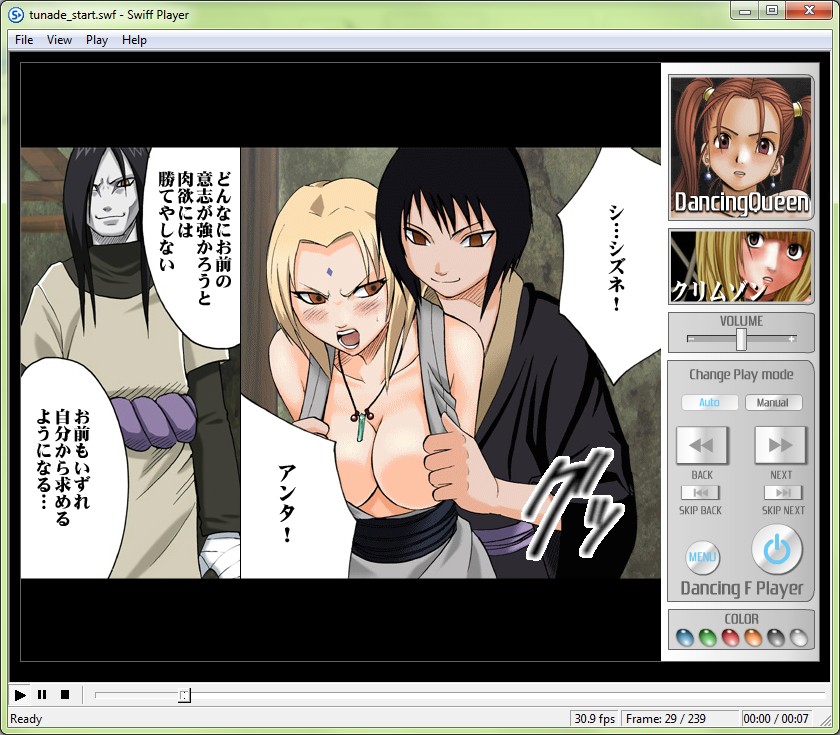 tunade_start.swf - Swiff Player
File View Play Help
どんなにお前の
意志が強かろうと
肉欲には
勝てやしない
お前もいずれ
自分から求める
ようになる…
シ…シズネ！
アンタ！
グッ
DancingQueen
クリムゾン
VOLUME
- +
Change Play mode
Auto Manual
BACK NEXT
SKIP BACK SKIP NEXT
MENU
Dancing F Player
COLOR
Ready 30.9 fps Frame: 29 / 239 00:00 / 00:07